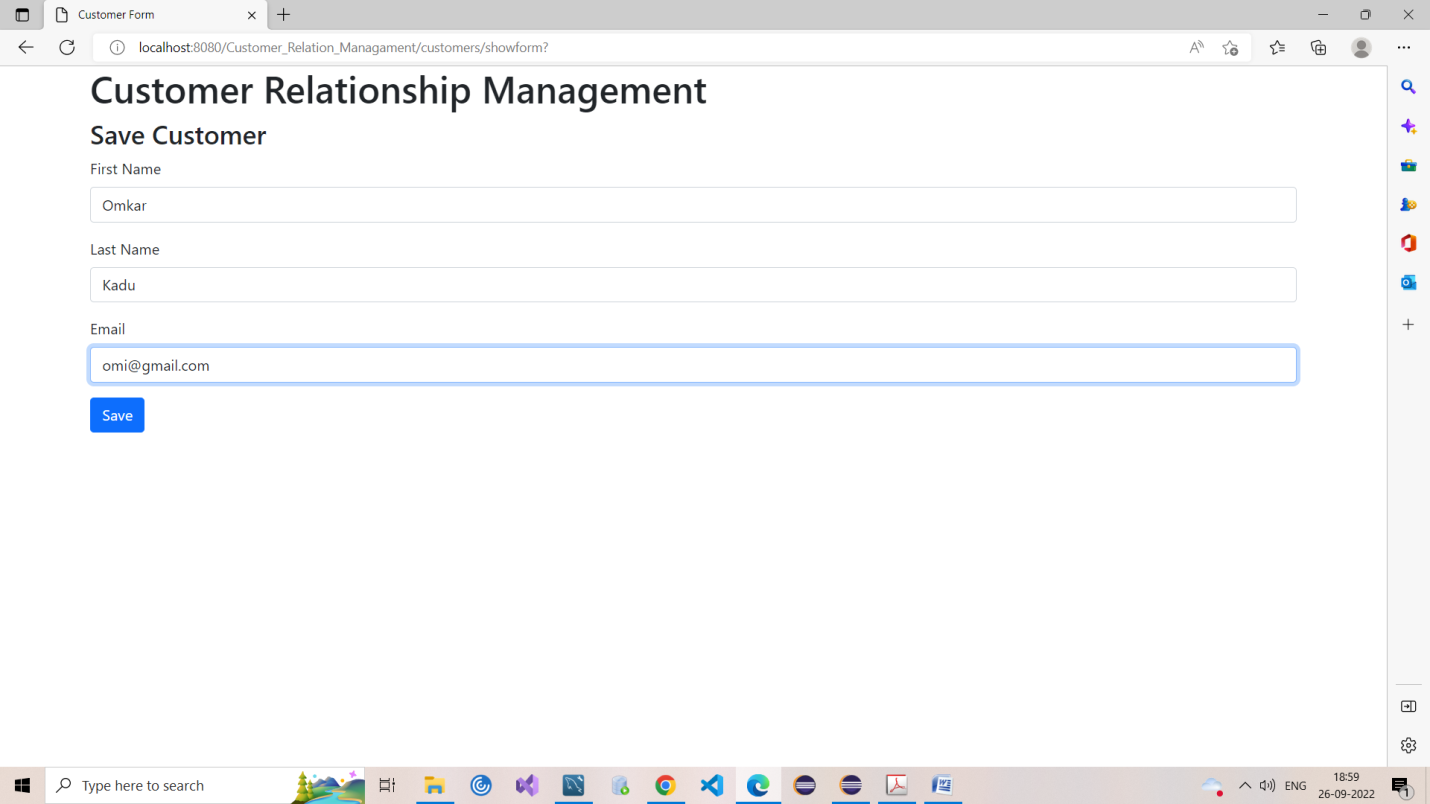 Customer Form
localhost:8080/Customer_Relation_Managament/customers/showform?
Customer Relationship Management
Save Customer
First Name
Omkar
Last Name
Kadu
Email
omi@gmail.com
Save
Type here to search
ENG
18:59
26-09-2022
1